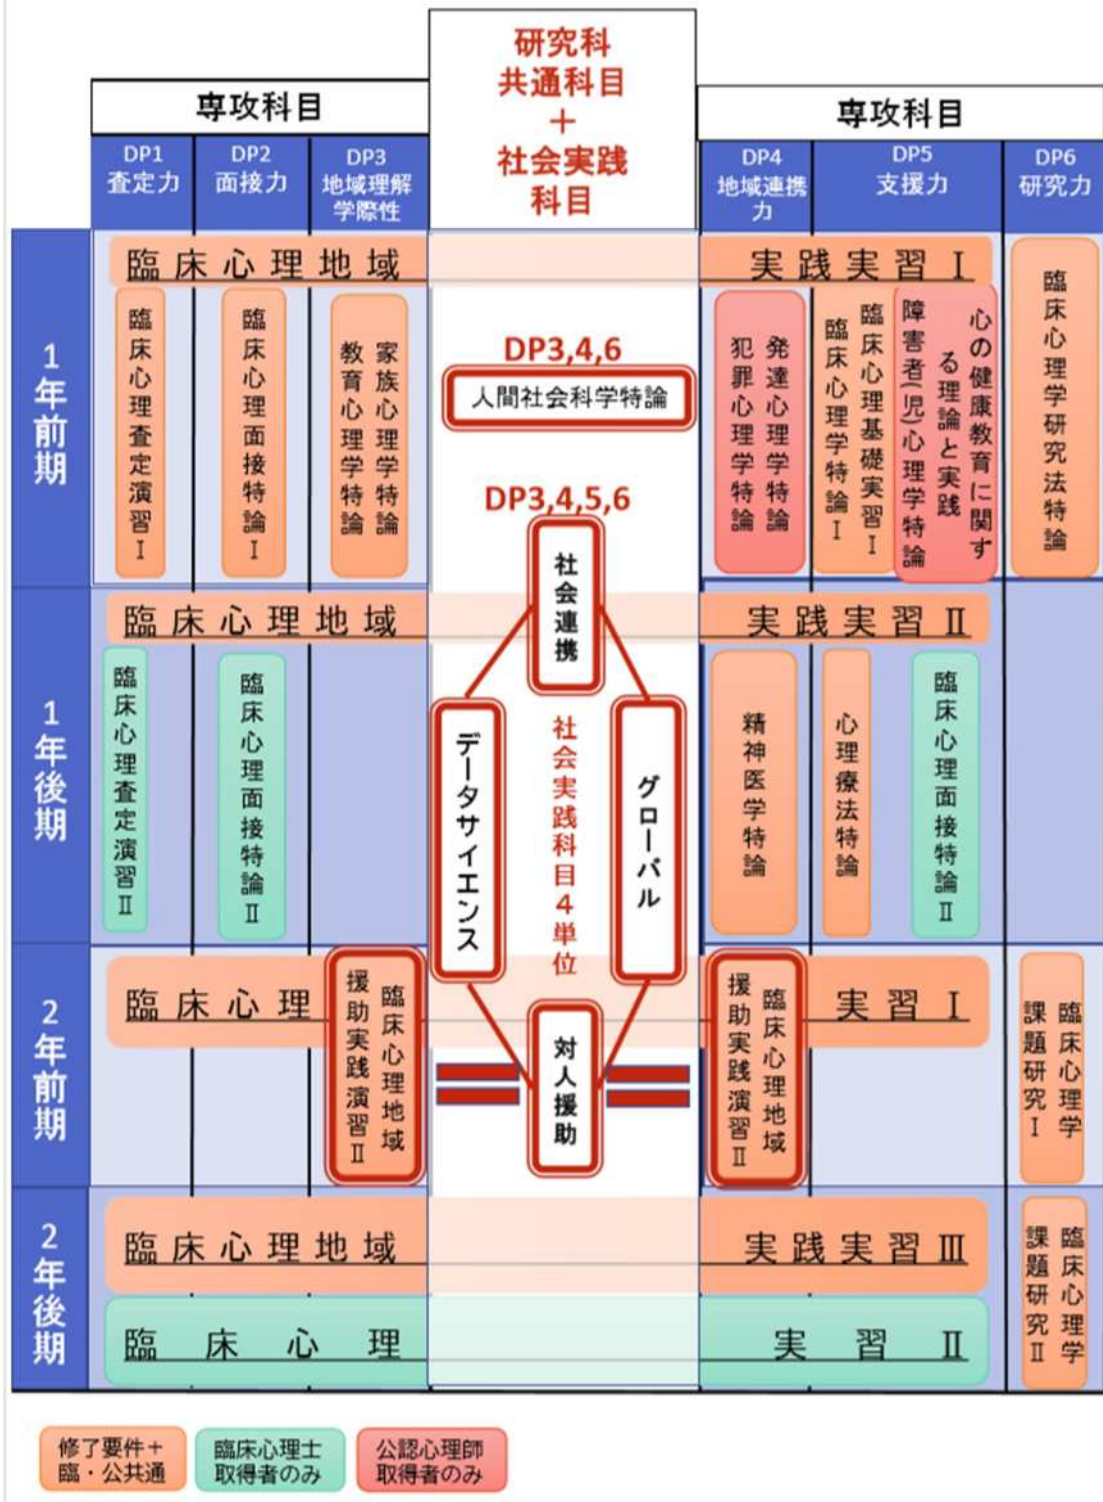 研究科
共通科目
+
社会実践
科目
専攻科目
専攻科目
DP1
査定力
DP2
面接力
DP3
地域理解
学際性
DP4
地域連携
力
DP5
支援力
DP6
研究力
1年前期
臨床心理地域
実践実習Ⅰ
臨床心理査定演習Ⅰ
臨床心理面接特論Ⅰ
家族心理学特論
教育心理学特論
DP3,4,6
人間社会科学特論
発達心理学特論
犯罪心理学特論
臨床心理基礎実習Ⅰ
臨床心理学特論Ⅰ
心の健康教育に関す
る理論と実践
障害者(児)心理学特論
臨床心理学研究法特論
DP3,4,5,6
社会連携
データサイエンス
社会実践科目4単位
グローバル
対人援助
1年後期
臨床心理地域
実践実習Ⅱ
臨床心理査定演習Ⅱ
臨床心理面接特論Ⅱ
精神医学特論
心理療法特論
臨床心理面接特論Ⅱ
2年前期
臨床心理
実習Ⅰ
臨床心理地域
援助実践演習Ⅱ
臨床心理地域
援助実践演習Ⅱ
臨床心理学
課題研究Ⅰ
2年後期
臨床心理地域
実践実習Ⅲ
臨床心理
実習Ⅱ
臨床心理学
課題研究Ⅱ
修了要件+
臨・公共通
臨床心理士
取得者のみ
公認心理師
取得者のみ